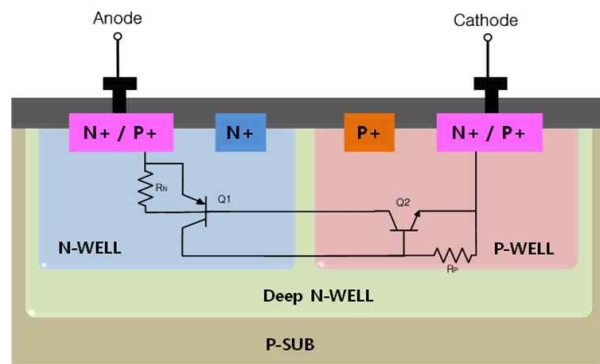 Anode
Cathode
N+ / P+
N+
P+
N+ / P+
RN
Q1
Q2
N-WELL
P-WELL
RP
Deep N-WELL
P-SUB